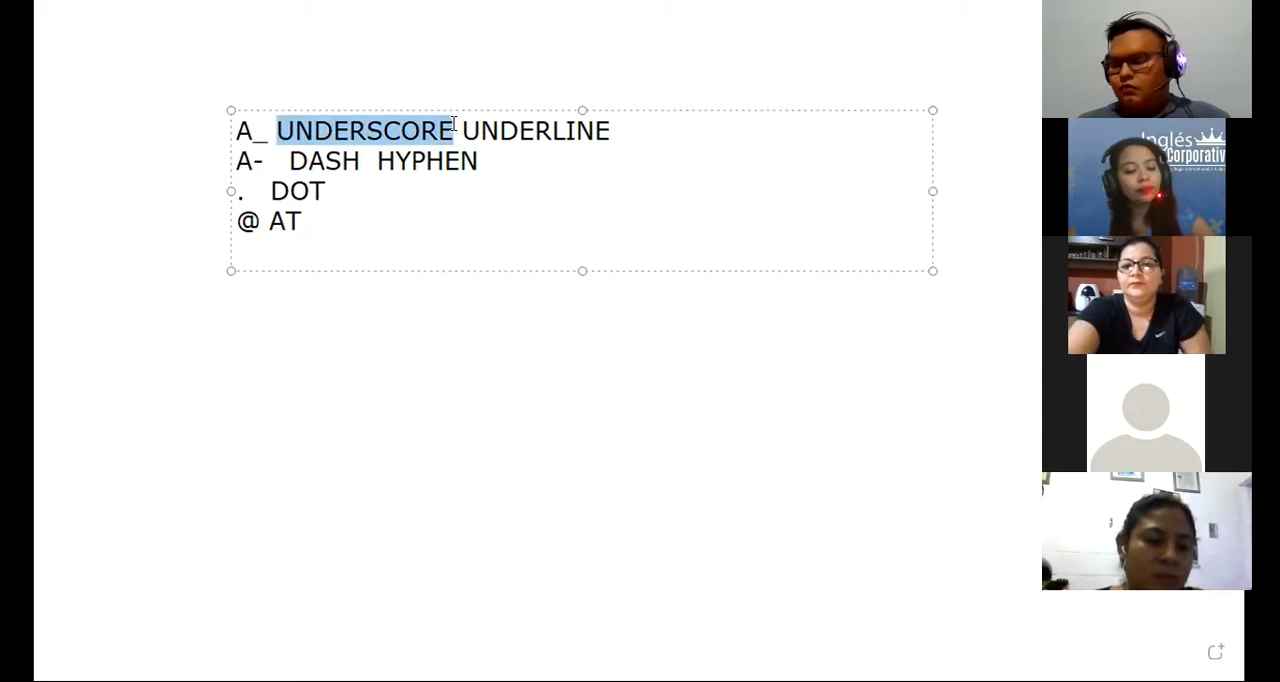 A_ UNDERSCORE UNDERLINE
A- DASH HYPHEN
. DOT
@ AT
Inglés
Corporativ